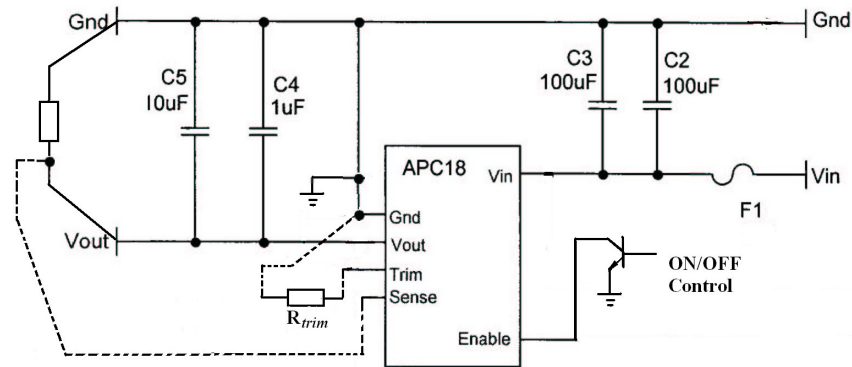 Gnd
Gnd
C5
10uF
C4
1uF
C3
100uF
C2
100uF
APC18
Vin
Vin
F1
Gnd
Vout
Vout
Trim
Sense
Rtrim
ON/OFF
Control
Enable